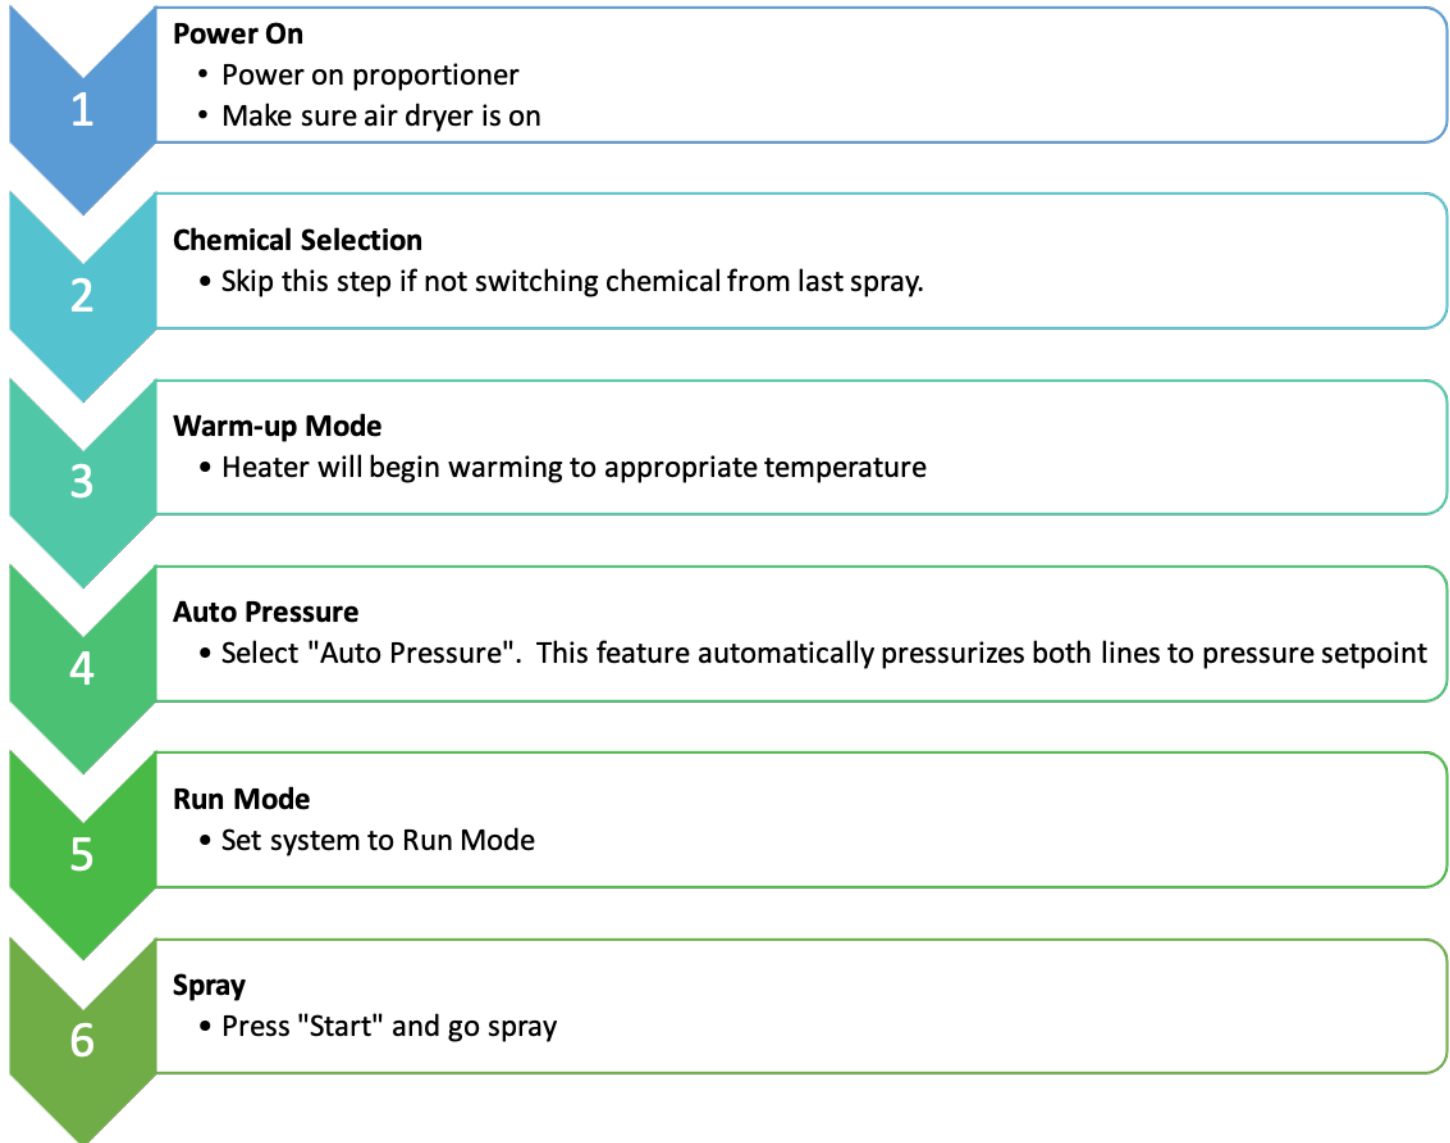 1
Power On
• Power on proportioner
• Make sure air dryer is on
2
Chemical Selection
• Skip this step if not switching chemical from last spray.
3
Warm-up Mode
• Heater will begin warming to appropriate temperature
4
Auto Pressure
• Select "Auto Pressure".  This feature automatically pressurizes both lines to pressure setpoint
5
Run Mode
• Set system to Run Mode
6
Spray
• Press "Start" and go spray